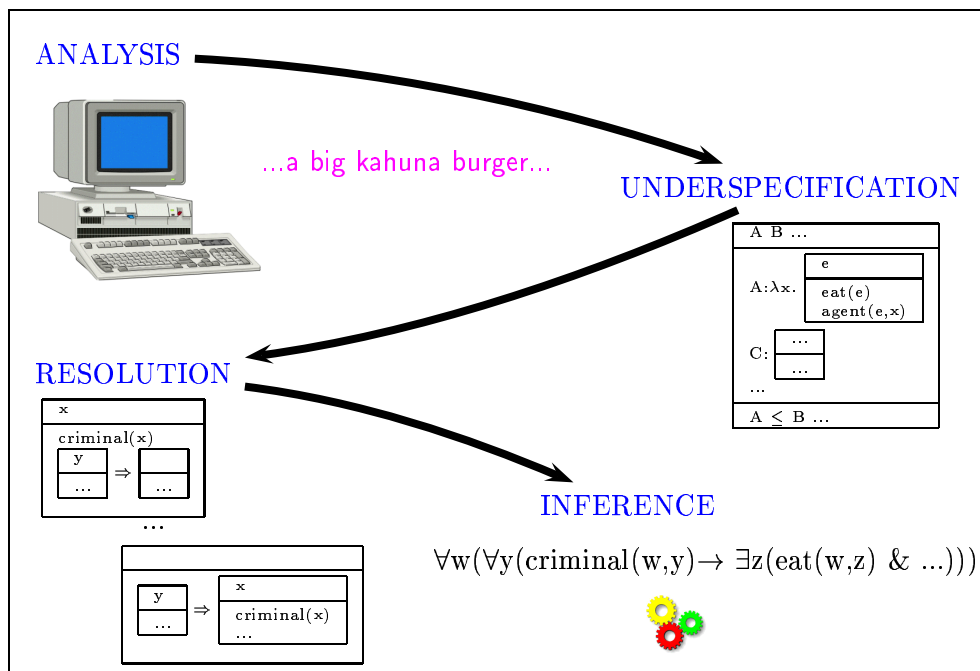 ANALYSIS
...a big kahuna burger...
UNDERSPECIFICATION
A B ...
e
A:λx.
eat(e)
agent(e,x)
...
C:
...
...
A ≤ B ...
RESOLUTION
x
criminal(x)
y
⇒
...
...
...
y
⇒
x
...
criminal(x)
...
INFERENCE
∀w(∀y(criminal(w,y)→ ∃z(eat(w,z) & ...)))